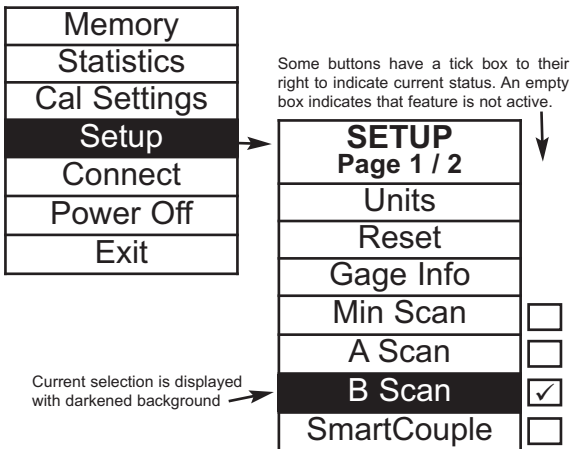 Memory
Statistics
Cal Settings
Setup
Connect
Power Off
Exit
Some buttons have a tick box to their
right to indicate current status. An empty
box indicates that feature is not active.
SETUP
Page 1 / 2
Units
Reset
Gage Info
Min Scan
A Scan
B Scan
SmartCouple
Current selection is displayed
with darkened background